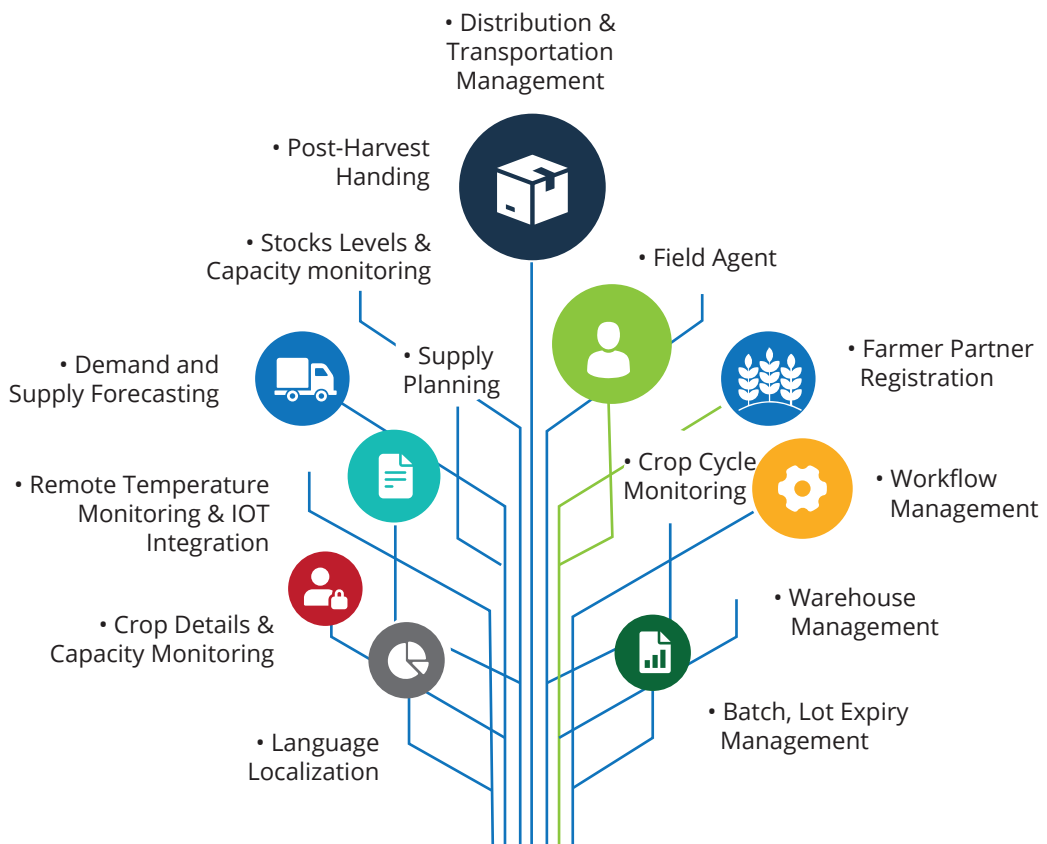 • Distribution &
Transportation
Management
• Post-Harvest
Handing
• Stocks Levels &
Capacity monitoring
• Field Agent
• Demand and
Supply Forecasting
• Supply
Planning
• Farmer Partner
Registration
• Remote Temperature
Monitoring & IOT
Integration
• Crop Cycle
Monitoring
• Workflow
Management
• Crop Details &
Capacity Monitoring
• Warehouse
Management
• Language
Localization
• Batch, Lot Expiry
Management